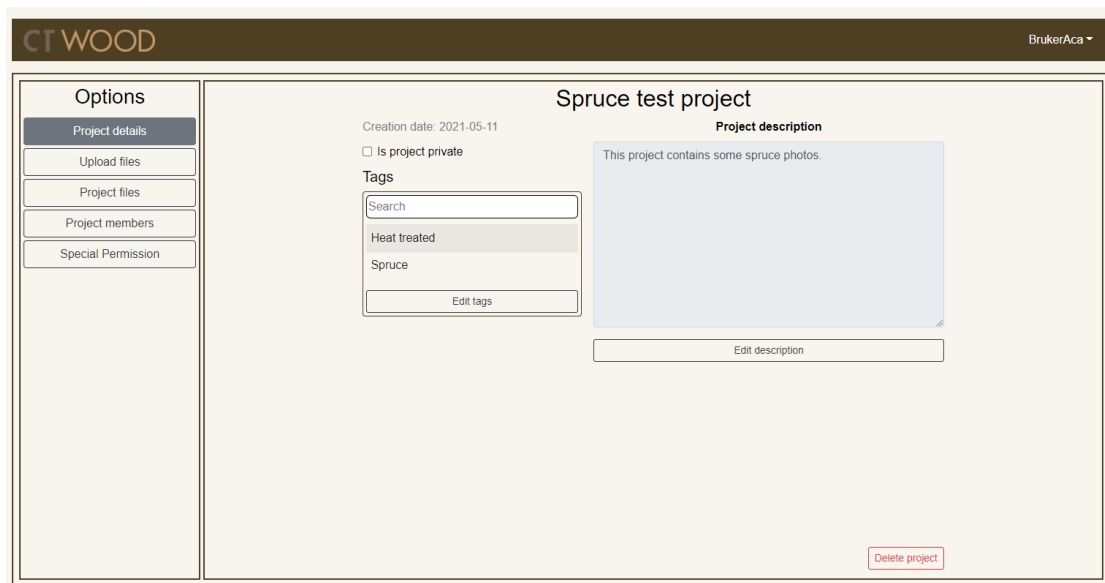 CT WOOD
BrukerAca
Options
Project details
Upload files
Project files
Project members
Special Permission
Spruce test project
Creation date: 2021-05-11
Is project private
Tags
Search
Heat treated
Spruce
Edit tags
Project description
This project contains some spruce photos.
Edit description
Delete project